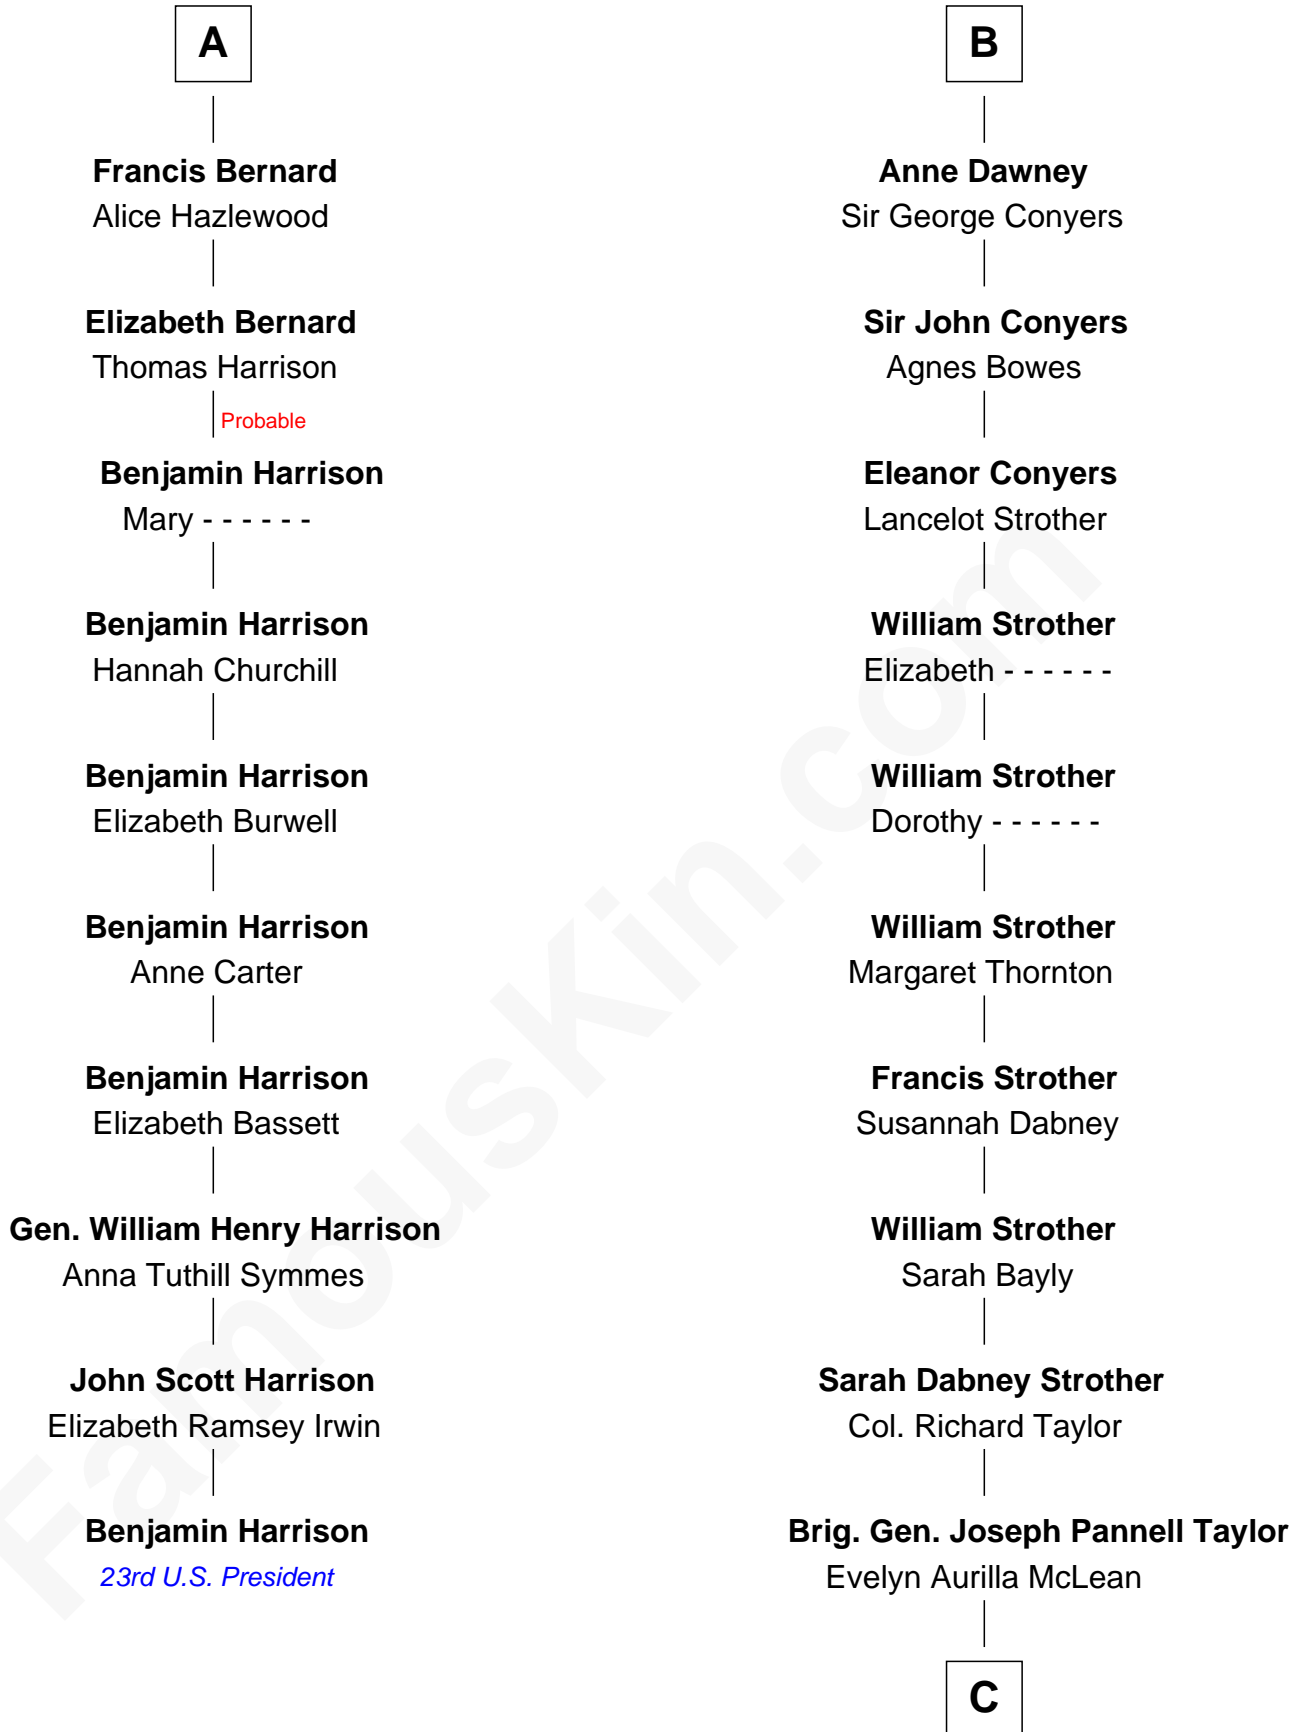 A
Francis Bernard
Alice Hazlewood
Elizabeth Bernard
Thomas Harrison
Probable
Benjamin Harrison
Mary - - - - - -
Benjamin Harrison
Hannah Churchill
Benjamin Harrison
Elizabeth Burwell
Benjamin Harrison
Anne Carter
Benjamin Harrison
Elizabeth Bassett
Gen. William Henry Harrison
Anna Tuthill Symmes
John Scott Harrison
Elizabeth Ramsey Irwin
Benjamin Harrison
23rd U.S. President
B
Anne Dawney
Sir George Conyers
Sir John Conyers
Agnes Bowes
Eleanor Conyers
Lancelot Strother
William Strother
Elizabeth - - - - - -
William Strother
Dorothy - - - - - -
William Strother
Margaret Thornton
Francis Strother
Susannah Dabney
William Strother
Sarah Bayly
Sarah Dabney Strother
Col. Richard Taylor
Brig. Gen. Joseph Pannell Taylor
Evelyn Aurilla McLean
C
FamousKin.com